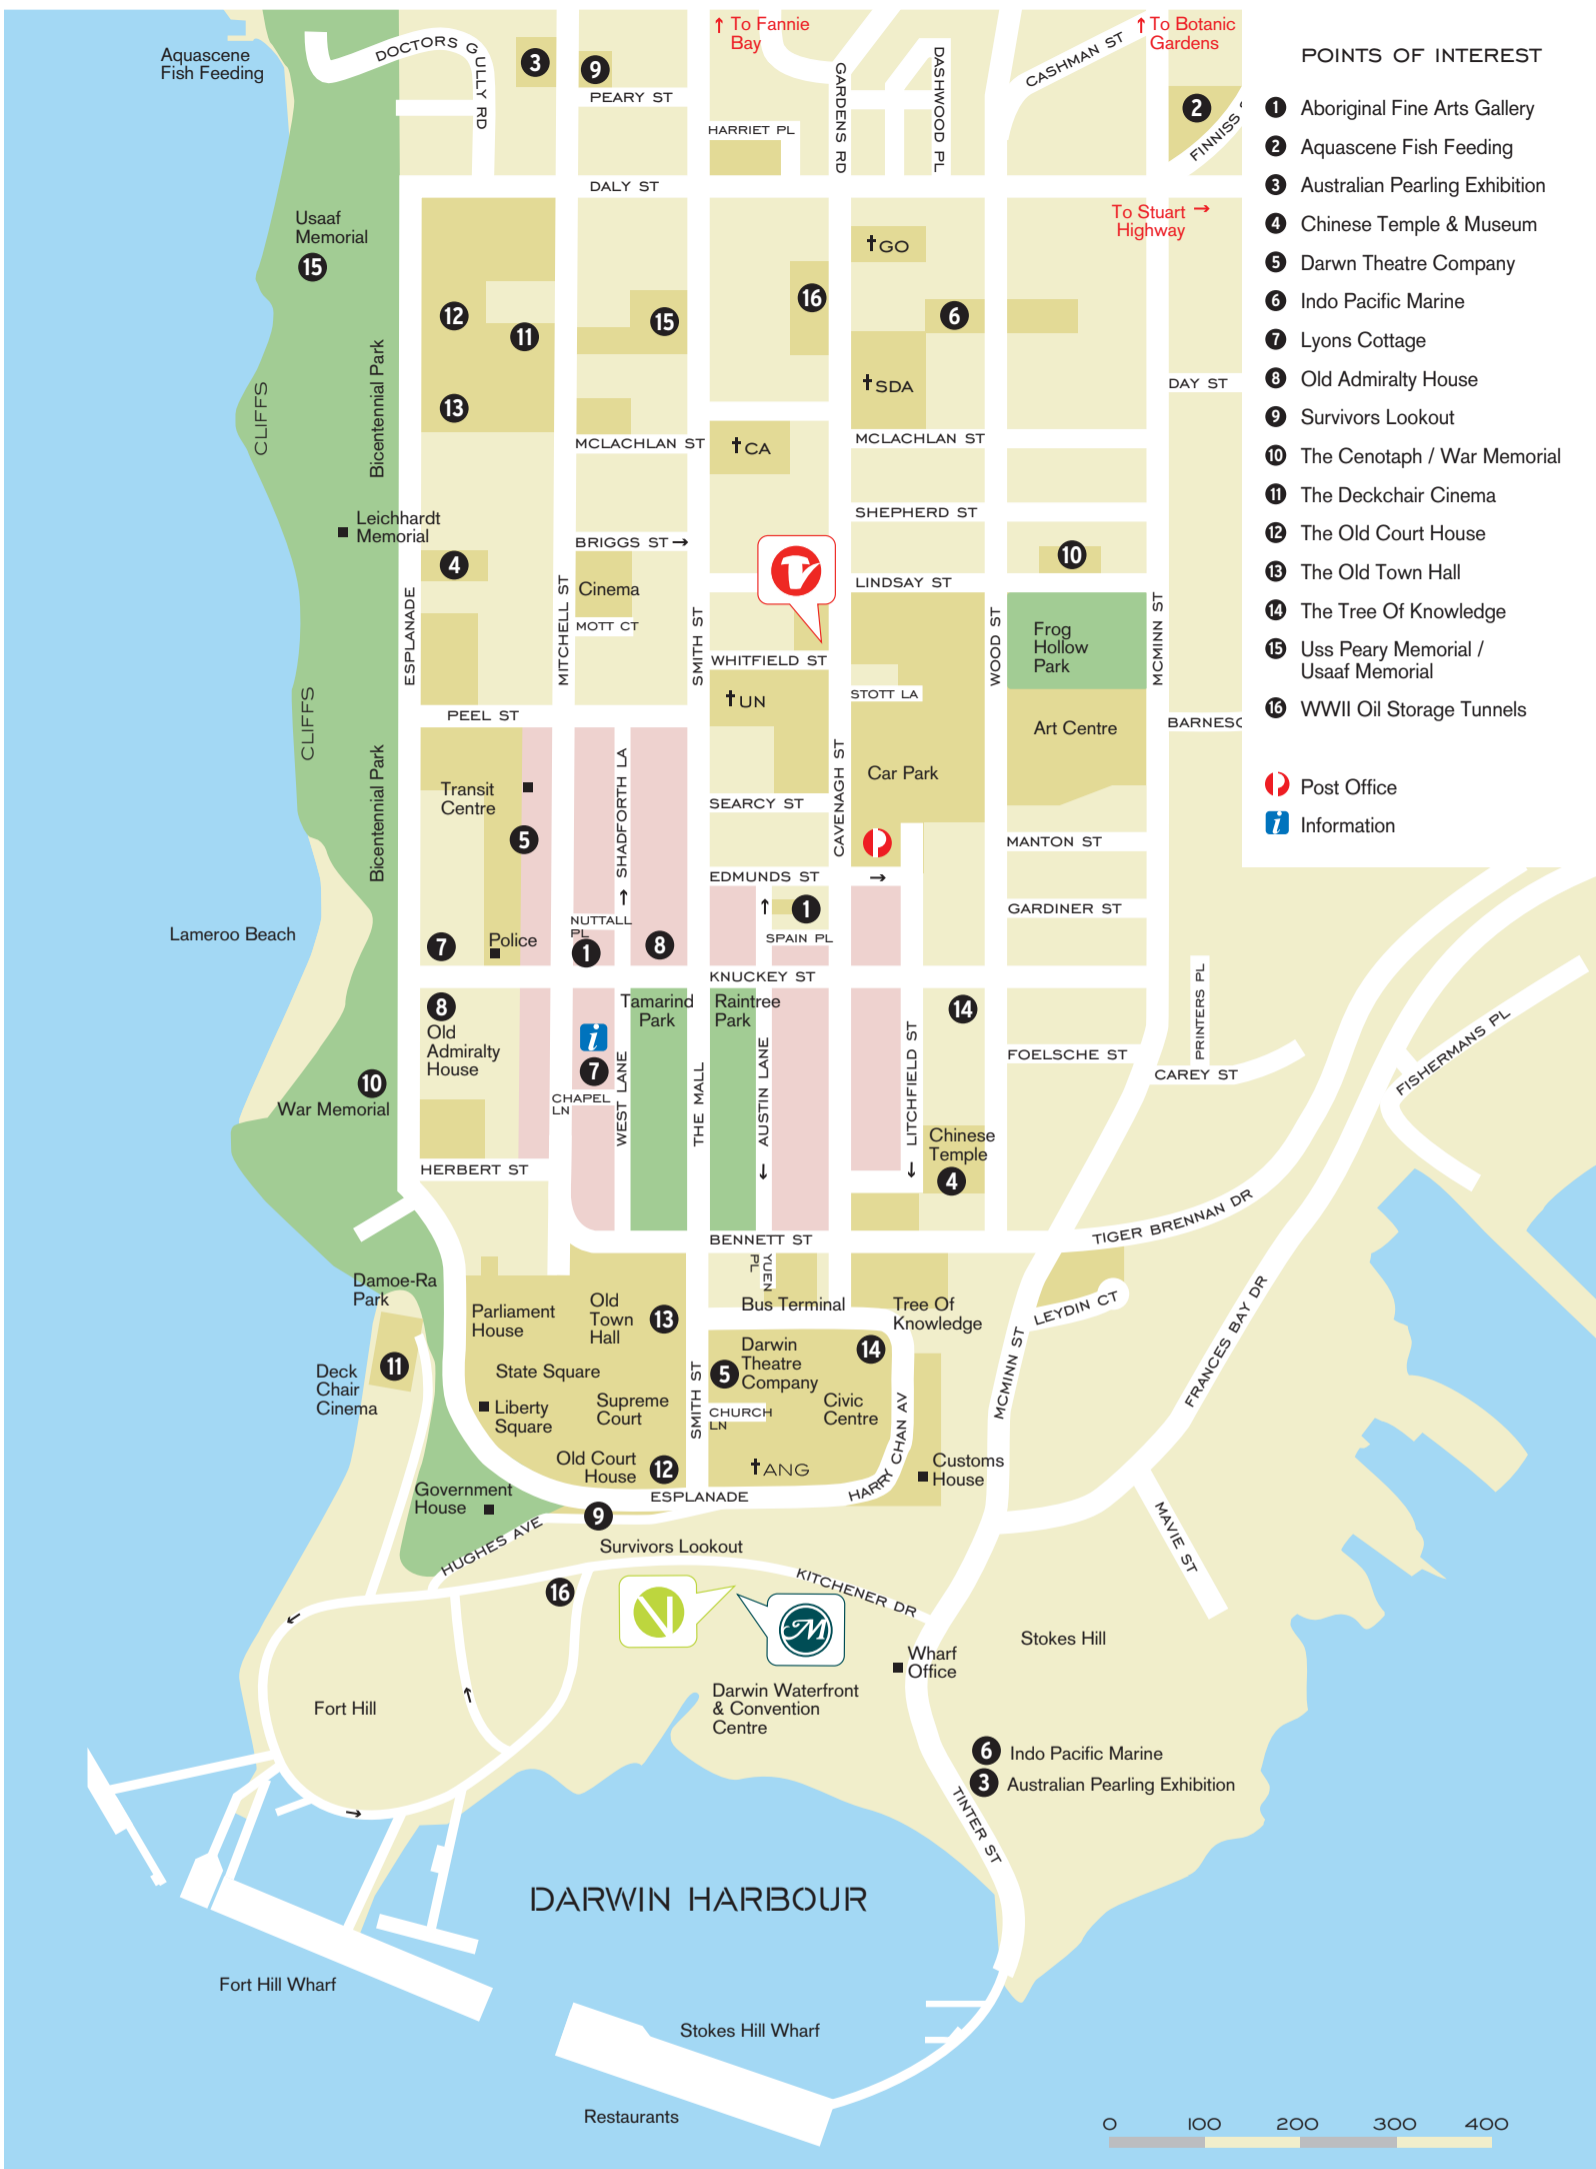 ↑ To Fannie
Bay
↑ To Botanic
Gardens
Aquascene
Fish Feeding
DOCTORS GULLY RD
3
9
PEARY ST
HARRIET PL
GARDENS RD
DASHWOOD PL
CASHMAN ST
2
FINNISS
DALY ST
To Stuart →
Highway
Usaaf
Memorial
15
12
11
13
15
16
GO
6
SDA
CLIFFS
Bicentennial Park
MCLACHLAN ST
CA
MCLACHLAN ST
DAY ST
Leichhardt
Memorial
SHEPHERD ST
BRIGGS ST →
4
Cinema
10
LINDSAY ST
ESPLANADE
MITCHELL ST
MOTT CT
SMITH ST
WHITFIELD ST
WOOD ST
Frog
Hollow
Park
MCMINN ST
UN
STOTT LA
CLIFFS
PEEL ST
BARNESC
Art Centre
Bicentennial Park
Transit
Centre
5
SHADFORTH LA
SEARCY ST
CAVENAGH ST
Car Park
MANTON ST
EDMUNDS ST
→
1
GARDINER ST
NUTTALL
PL
1
8
SPAIN PL
Lameroo Beach
7
Police
KNUCKEY ST
8
Old
Admiralty
House
i
7
Tamarind
Park
Raintree
Park
14
PRINTERS PL
FISHERMANS PL
FOELSCHE ST
CAREY ST
10
War Memorial
CHAPEL
LN
WEST LANE
THE MALL
AUSTIN LANE
LITCHFIELD ST
Chinese
Temple
4
HERBERT ST
TIGER BRENNAN DR
BENNETT ST
YUEN
PL
Damoe-Ra
Park
Parliament
House
Old
Town
Hall
13
Bus Terminal
Tree Of
Knowledge
14
LEYDIN CT
FRANCES BAY DR
Deck
Chair
Cinema
11
State Square
5
Darwin
Theatre
Company
Liberty
Square
Supreme
Court
SMITH ST
CHURCH
LN
Civic
Centre
HARRY CHAN AV
MCMINN ST
Old Court
House
12
ANG
Customs
House
Government
House
ESPLANADE
9
HUGHES AVE
Survivors Lookout
MAVIE ST
16
KITCHENER DR
M
Stokes Hill
Wharf
Office
Fort Hill
Darwin Waterfront
& Convention
Centre
6 Indo Pacific Marine
3 Australian Pearling Exhibition
TINTER ST
DARWIN HARBOUR
Fort Hill Wharf
Stokes Hill Wharf
Restaurants
0 100 200 300 400
POINTS OF INTEREST
1 Aboriginal Fine Arts Gallery
2 Aquascene Fish Feeding
3 Australian Pearling Exhibition
4 Chinese Temple & Museum
5 Darwn Theatre Company
6 Indo Pacific Marine
7 Lyons Cottage
8 Old Admiralty House
9 Survivors Lookout
10 The Cenotaph / War Memorial
11 The Deckchair Cinema
12 The Old Court House
13 The Old Town Hall
14 The Tree Of Knowledge
15 Uss Peary Memorial /
Usaaf Memorial
16 WWII Oil Storage Tunnels
Post Office
i Information